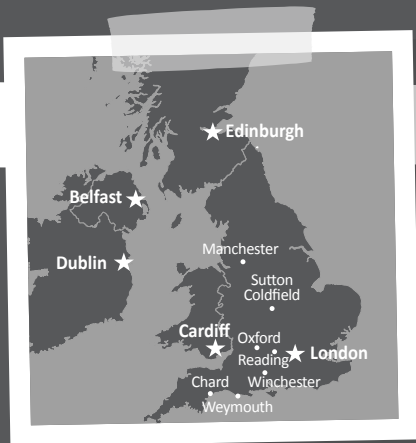 Edinburgh
Belfast
Dublin
Manchester
Sutton
Coldfield
Cardiff
Oxford
Reading
London
Chard
Winchester
Weymouth